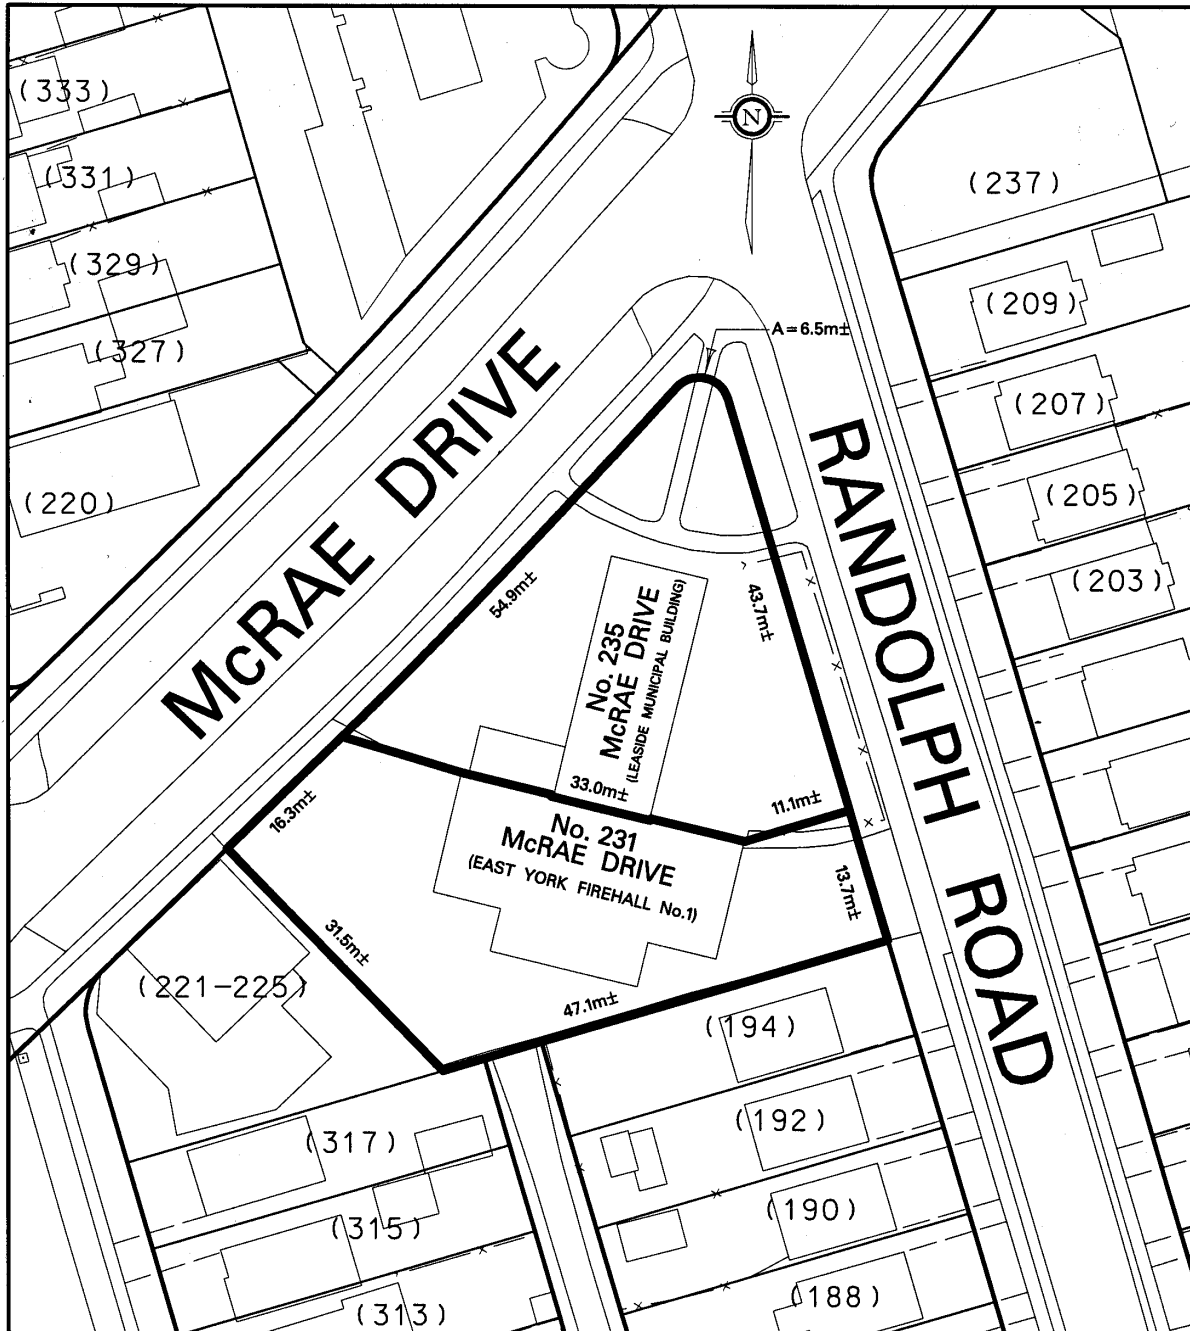 (333)
N
(331)
(237)
(329)
(209)
A=6.5m±
(327)
(207)
McRAE DRIVE
RANDOLPH ROAD
(220)
(205)
54.9m±
43.7m±
(203)
No. 235
McRAE DRIVE
(LEASIDE MUNICIPAL BUILDING)
33.0m±
11.1m±
16.3m±
No. 231
McRAE DRIVE
(EAST YORK FIREHALL No.1)
13.7m±
31.5m±
(221-225)
47.1m±
(194)
(192)
(317)
(190)
(315)
(188)
(313)